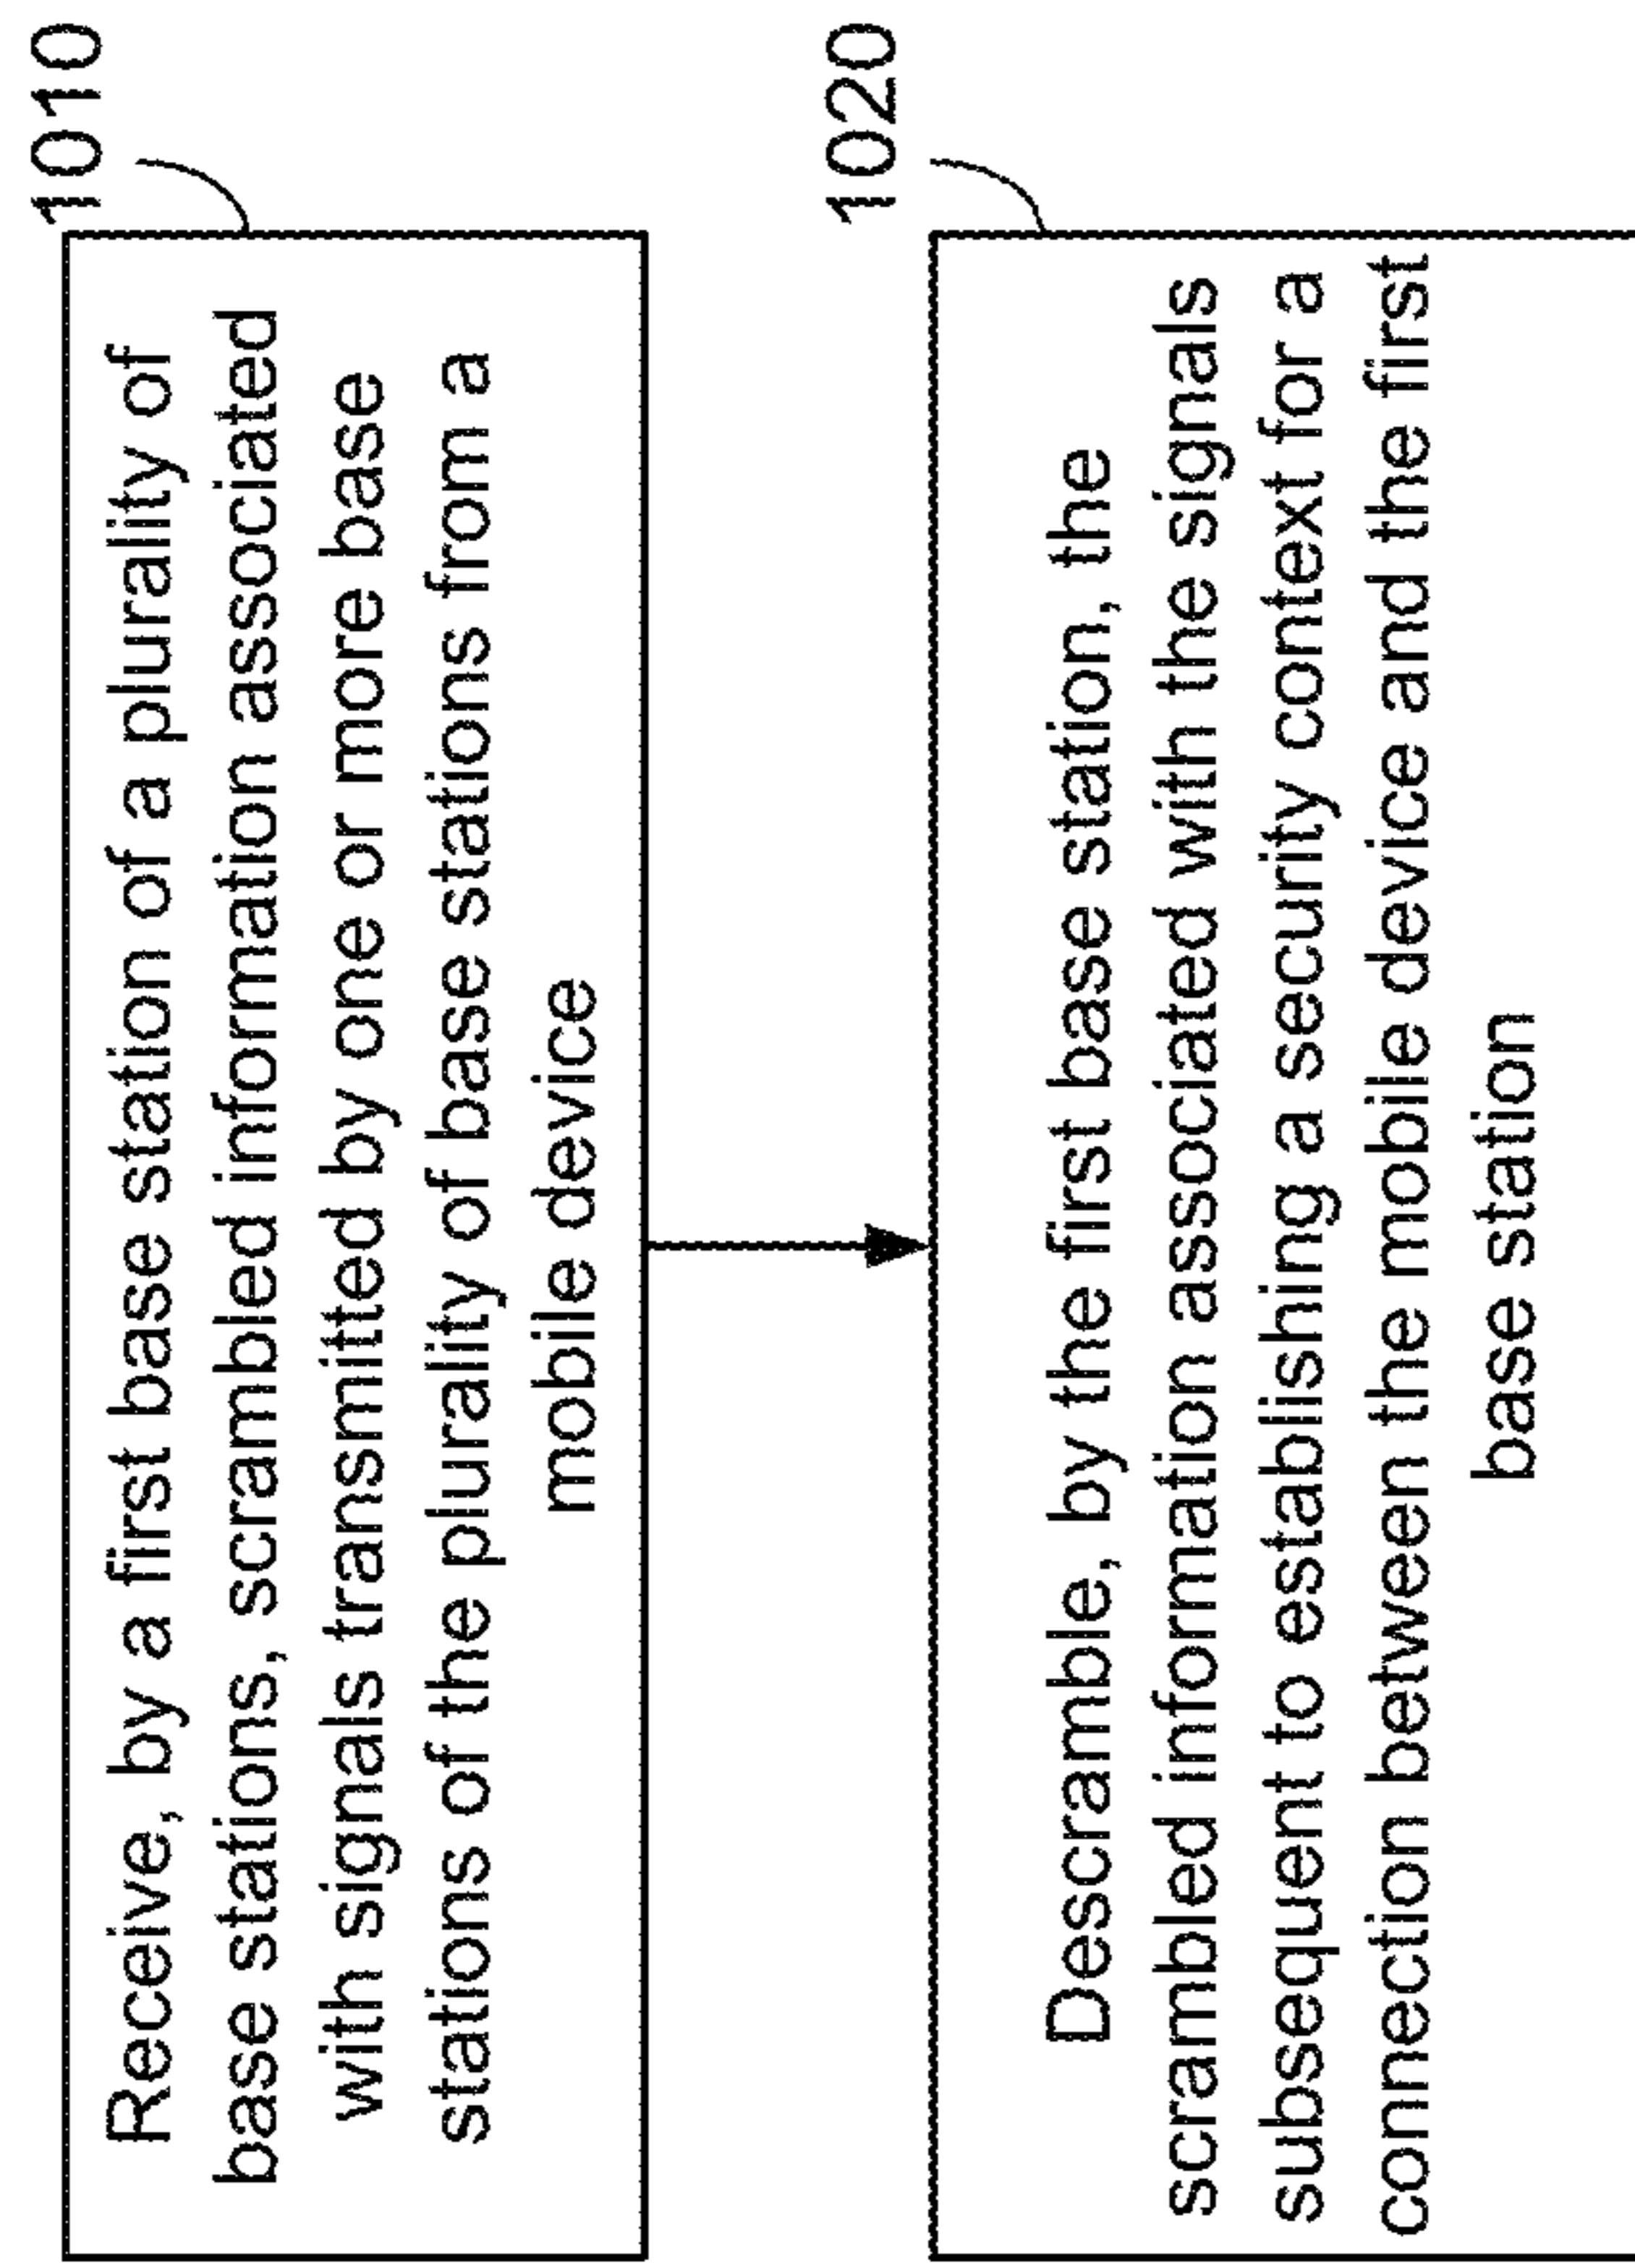 1010
Receive, by a first base station of a plurality of
base stations, scrambled information associated
with signals transmitted by one or more base
stations of the plurality of base stations from a
mobile device
1020
Descramble, by the first base station, the
scrambled information associated with the signals
subsequent to establishing a security context for a
connection between the mobile device and the first
base station